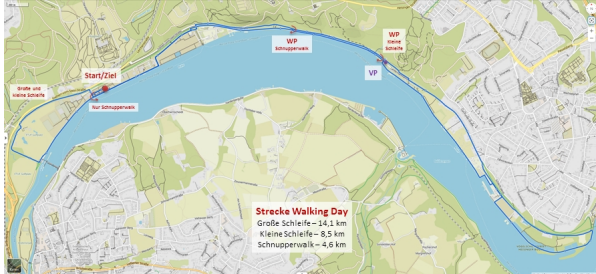 WP
Schnupperwalk
WP
Kleine
Schleife
VP
Start/Ziel
Große und
kleine Schleife
Nur Schnupperwalk
Strecke Walking Day
Große Schleife – 14,1 km
Kleine Schleife – 8,5 km
Schnupperwalk – 4,6 km